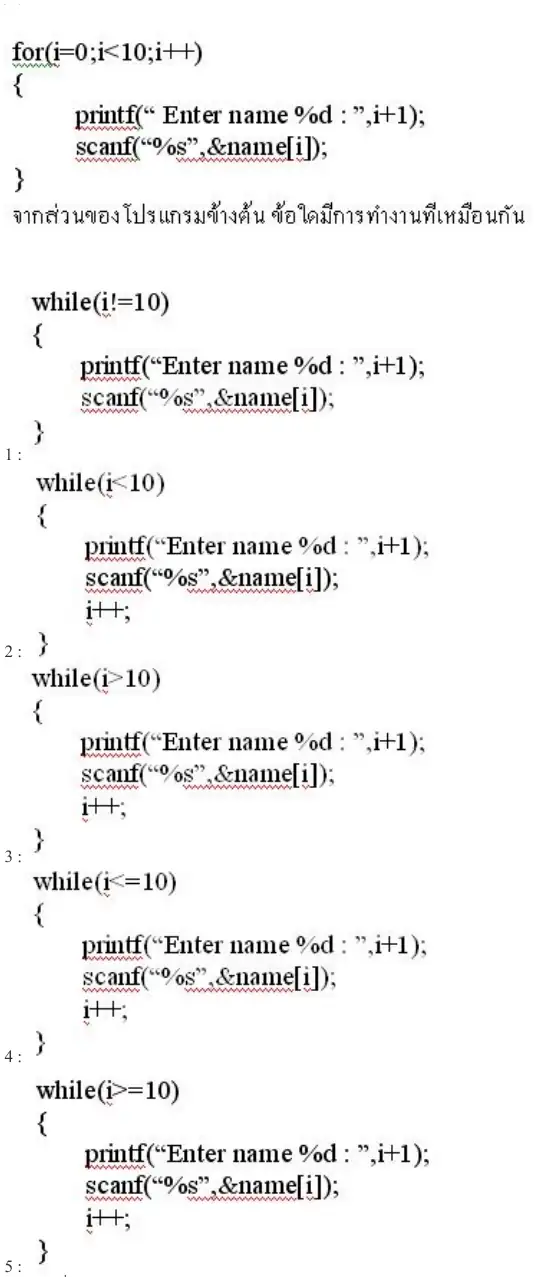 for(i=0;i<10;i++)
{
printf(“ Enter name %d : ”,i+1);
scanf(“%s”,&name[i]);
}
จากส่วนของโปรแกรมข้างต้น ข้อใดมีการทำงานที่เหมือนกัน
while(i!=10)
{
printf(“Enter name %d : ”,i+1);
scanf(“%s”,&name[i]);
}
1 :
while(i<10)
{
printf(“Enter name %d : ”,i+1);
scanf(“%s”,&name[i]);
i++;
}
2 :
while(i>10)
{
printf(“Enter name %d : ”,i+1);
scanf(“%s”,&name[i]);
i++;
}
3 :
while(i<=10)
{
printf(“Enter name %d : ”,i+1);
scanf(“%s”,&name[i]);
i++;
}
4 :
while(i>=10)
{
printf(“Enter name %d : ”,i+1);
scanf(“%s”,&name[i]);
i++;
}
5 :